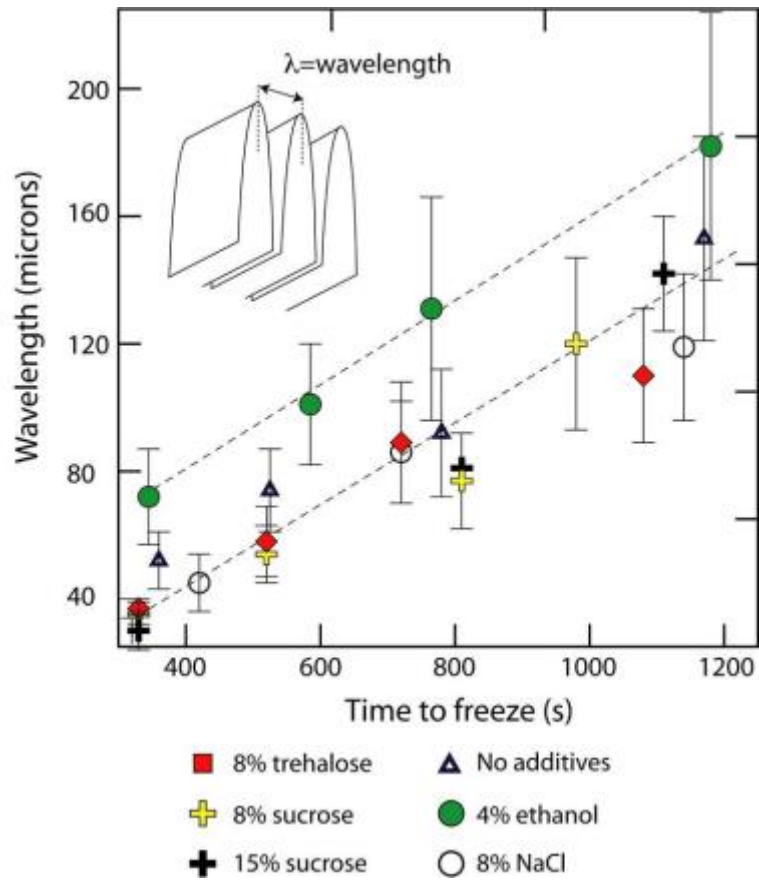 λ=wavelength
200
160
120
80
40
Wavelength (microns)
400 600 800 1000 1200
Time to freeze (s)
8% trehalose No additives
8% sucrose 4% ethanol
15% sucrose 8% NaCl